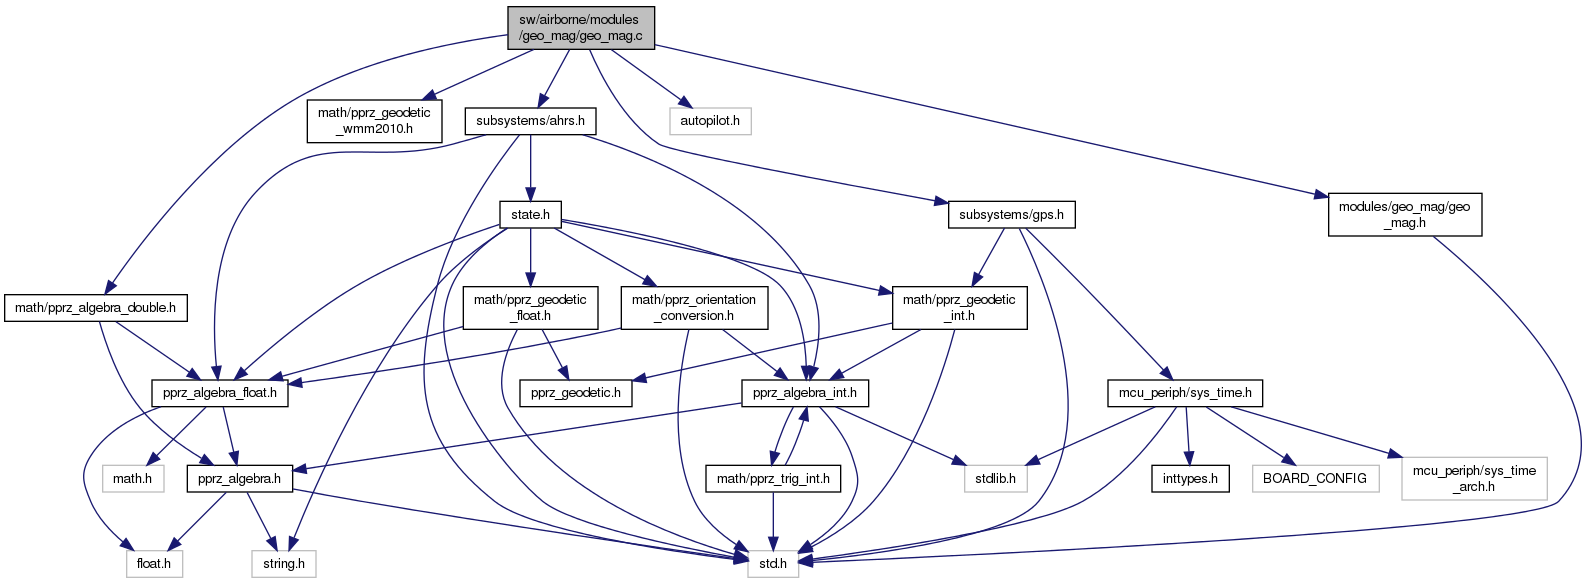 sw/airborne/modules
/geo_mag/geo_mag.c
math/pprz_geodetic
_wmm2010.h
subsystems/ahrs.h
autopilot.h
state.h
subsystems/gps.h
modules/geo_mag/geo
_mag.h
math/pprz_algebra_double.h
math/pprz_geodetic
_float.h
math/pprz_orientation
_conversion.h
math/pprz_geodetic
_int.h
pprz_algebra_float.h
pprz_geodetic.h
pprz_algebra_int.h
mcu_periph/sys_time.h
math.h
pprz_algebra.h
math/pprz_trig_int.h
stdlib.h
inttypes.h
BOARD_CONFIG
mcu_periph/sys_time
_arch.h
float.h
string.h
std.h